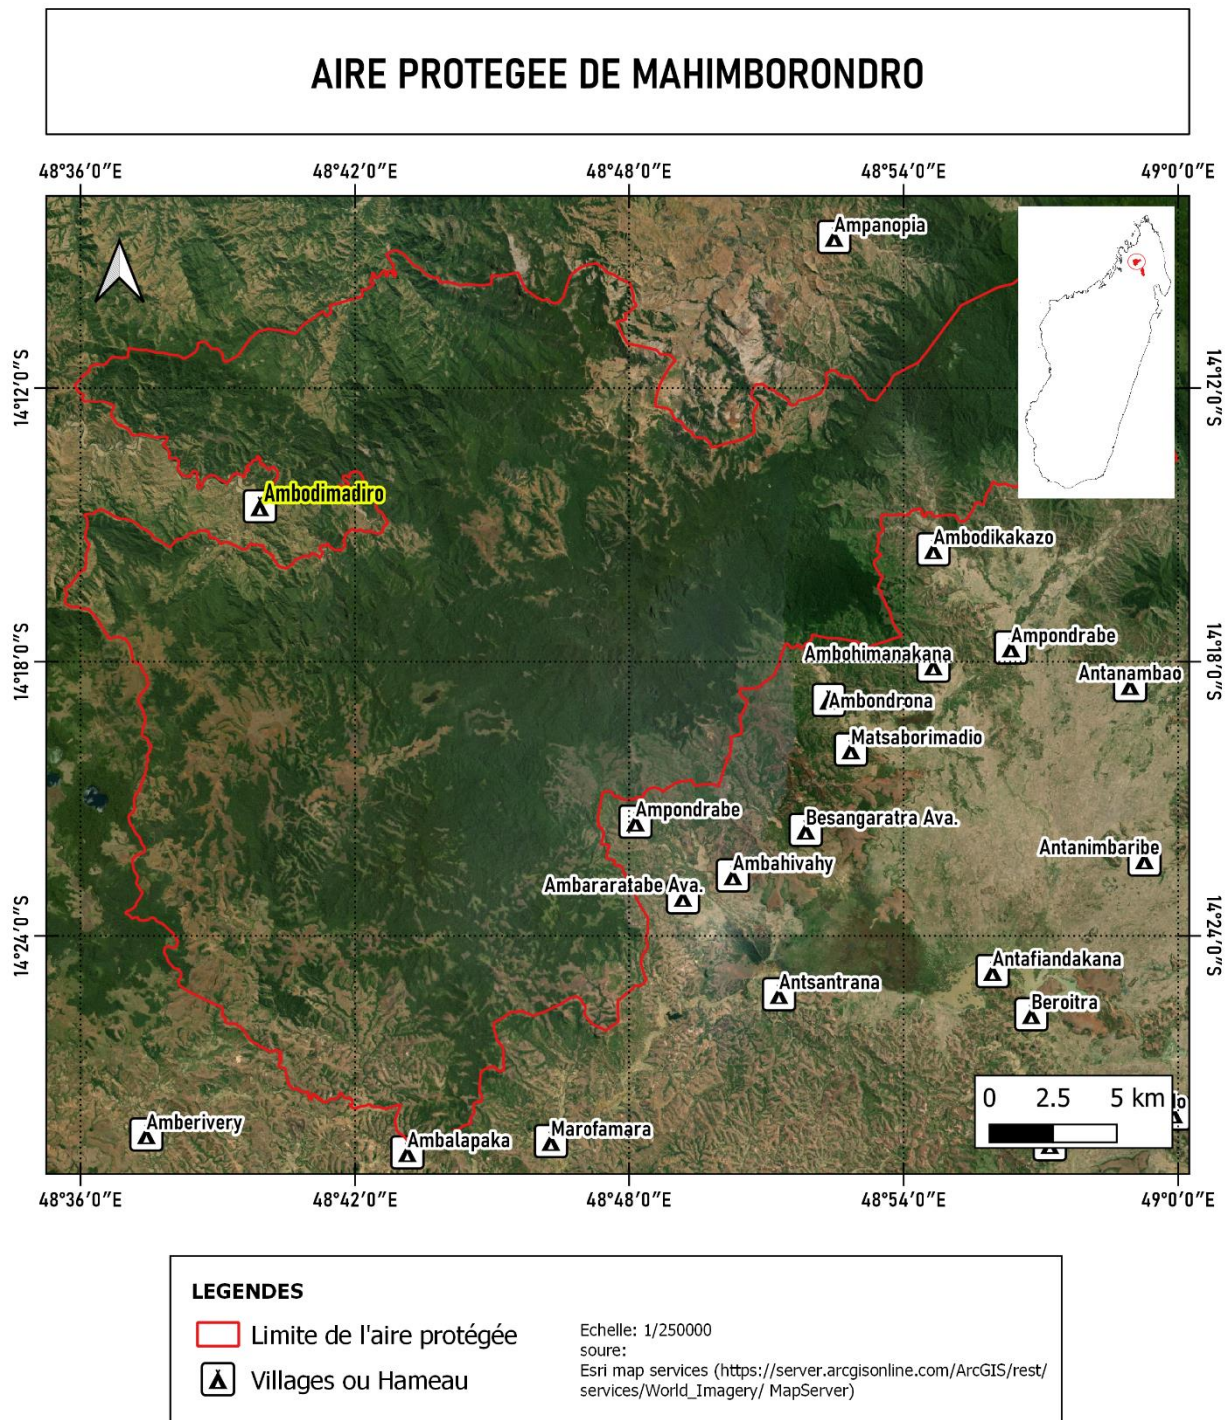 AIRE PROTEGEE DE MAHIMBORONDRO
48°36'0"E 48°42'0"E 48°48'0"E 48°54'0"E 49°0'0"E
Ampanopia
14°12'0"S 14°12'0"S
Ambodimadiro
Ambodikakazo
Ampondrabe
Ambohimanakana
14°18'0"S 14°18'0"S
Antanambao
Ambondrona
Matsaborimadio
Ampondrabe
Besangaratra Ava.
Antanimbaribe
Ambahivahy
Ambararatabe Ava.
14°24'0"S 14°24'0"S
Antafiandakana
Antsantrana
Beroitra
0 2.5 5 km
Amberivery
Marofamara
Ambalapaka
48°36'0"E 48°42'0"E 48°48'0"E 48°54'0"E 49°0'0"E
LEGENDES
Limite de l'aire protégée
Villages ou Hameau
Echelle: 1/250000
soure:
Esri map services (https://server.arcgisonline.com/ArcGIS/rest/
services/World_Imagery/ MapServer)